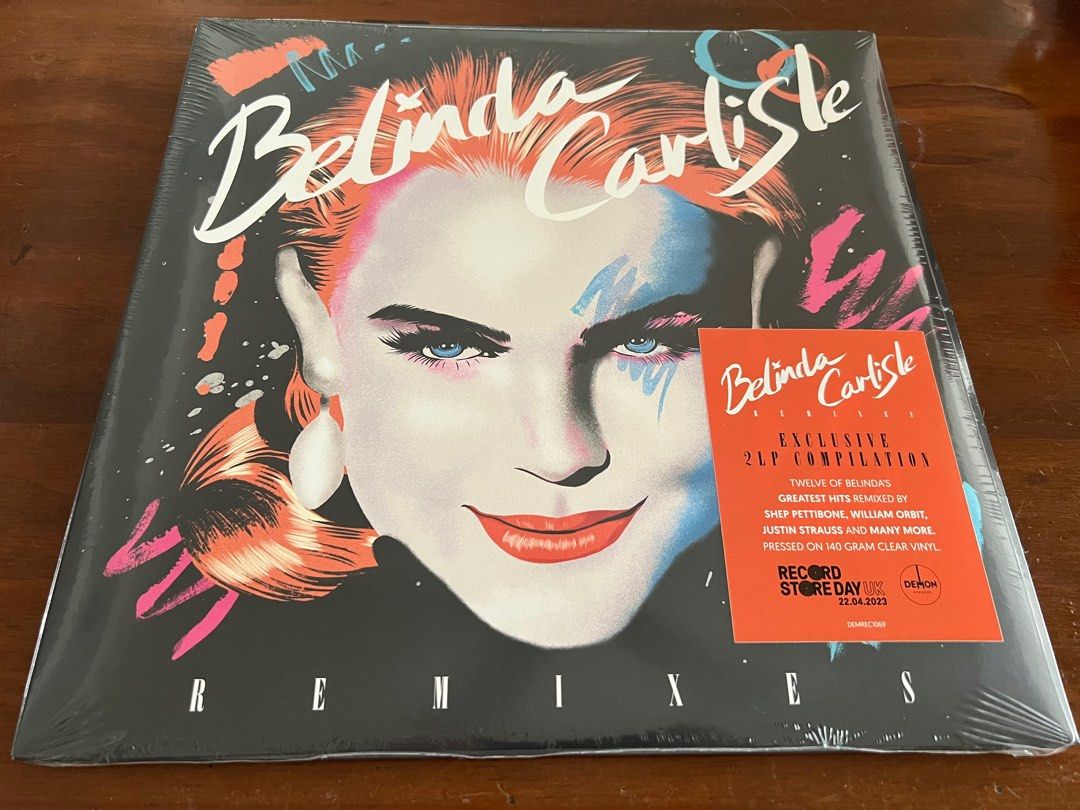 Belinda
Carlisle
REMIXES
Belinda
Carlisle
REMIXES
EXCLUSIVE
2LP COMPILATION
TWELVE OF BELINDA'S
GREATEST HITS REMIXED BY
SHEP PETTIBONE, WILLIAM ORBIT,
JUSTIN STRAUSS AND MANY MORE.
PRESSED ON 140 GRAM CLEAR VINYL.
RECORD
STORE DAY UK
22.04.2023
DEMON
RECORDS
DEMREC1069